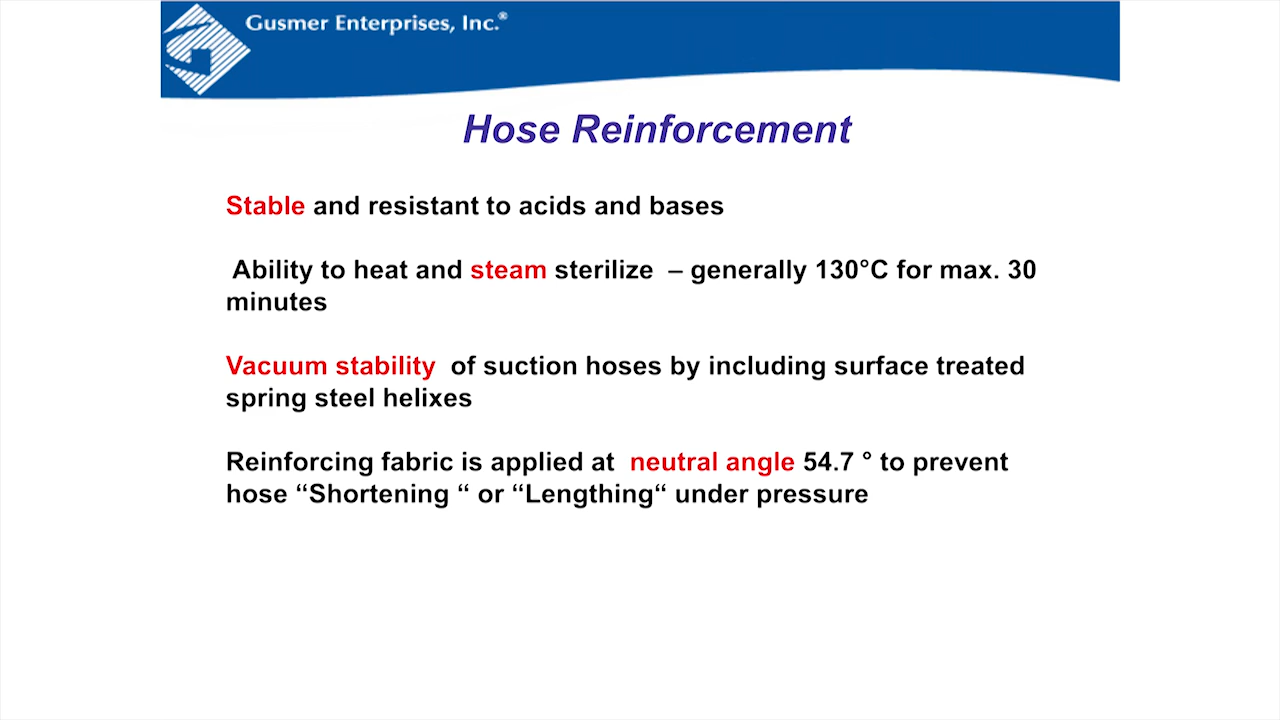 Gusmer Enterprises, Inc.®
Hose Reinforcement
Stable and resistant to acids and bases
Ability to heat and steam sterilize – generally 130°C for max. 30
minutes
Vacuum stability of suction hoses by including surface treated
spring steel helixes
Reinforcing fabric is applied at neutral angle 54.7 ° to prevent
hose “Shortening “ or “Lengthing“ under pressure